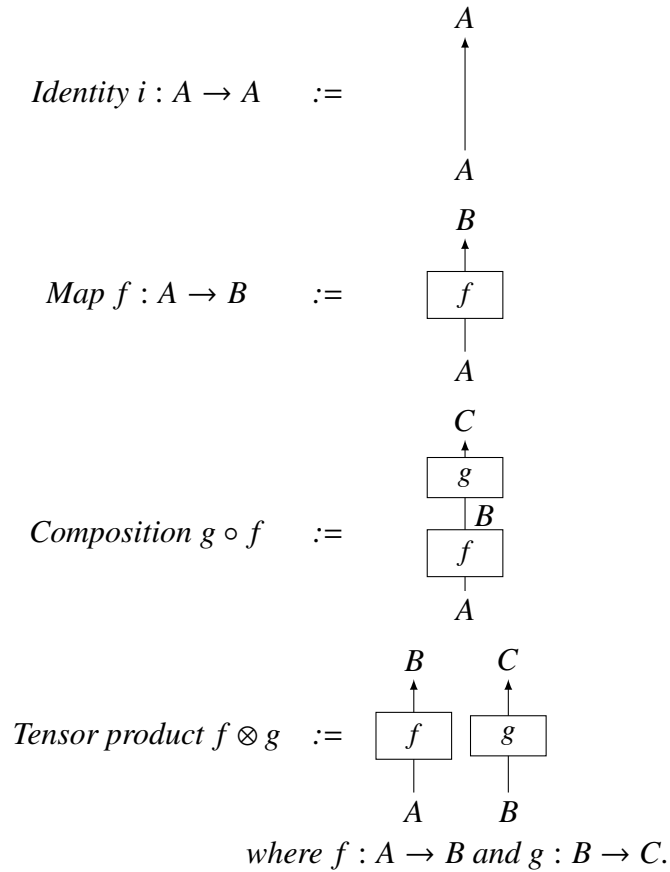 A
Identity i : A → A :=
A
B
Map f : A → B := f
A
C
g
B
Composition g ∘ f :=
f
A
B C
Tensor product f ⊗ g := f g
A B
where f : A → B and g : B → C.